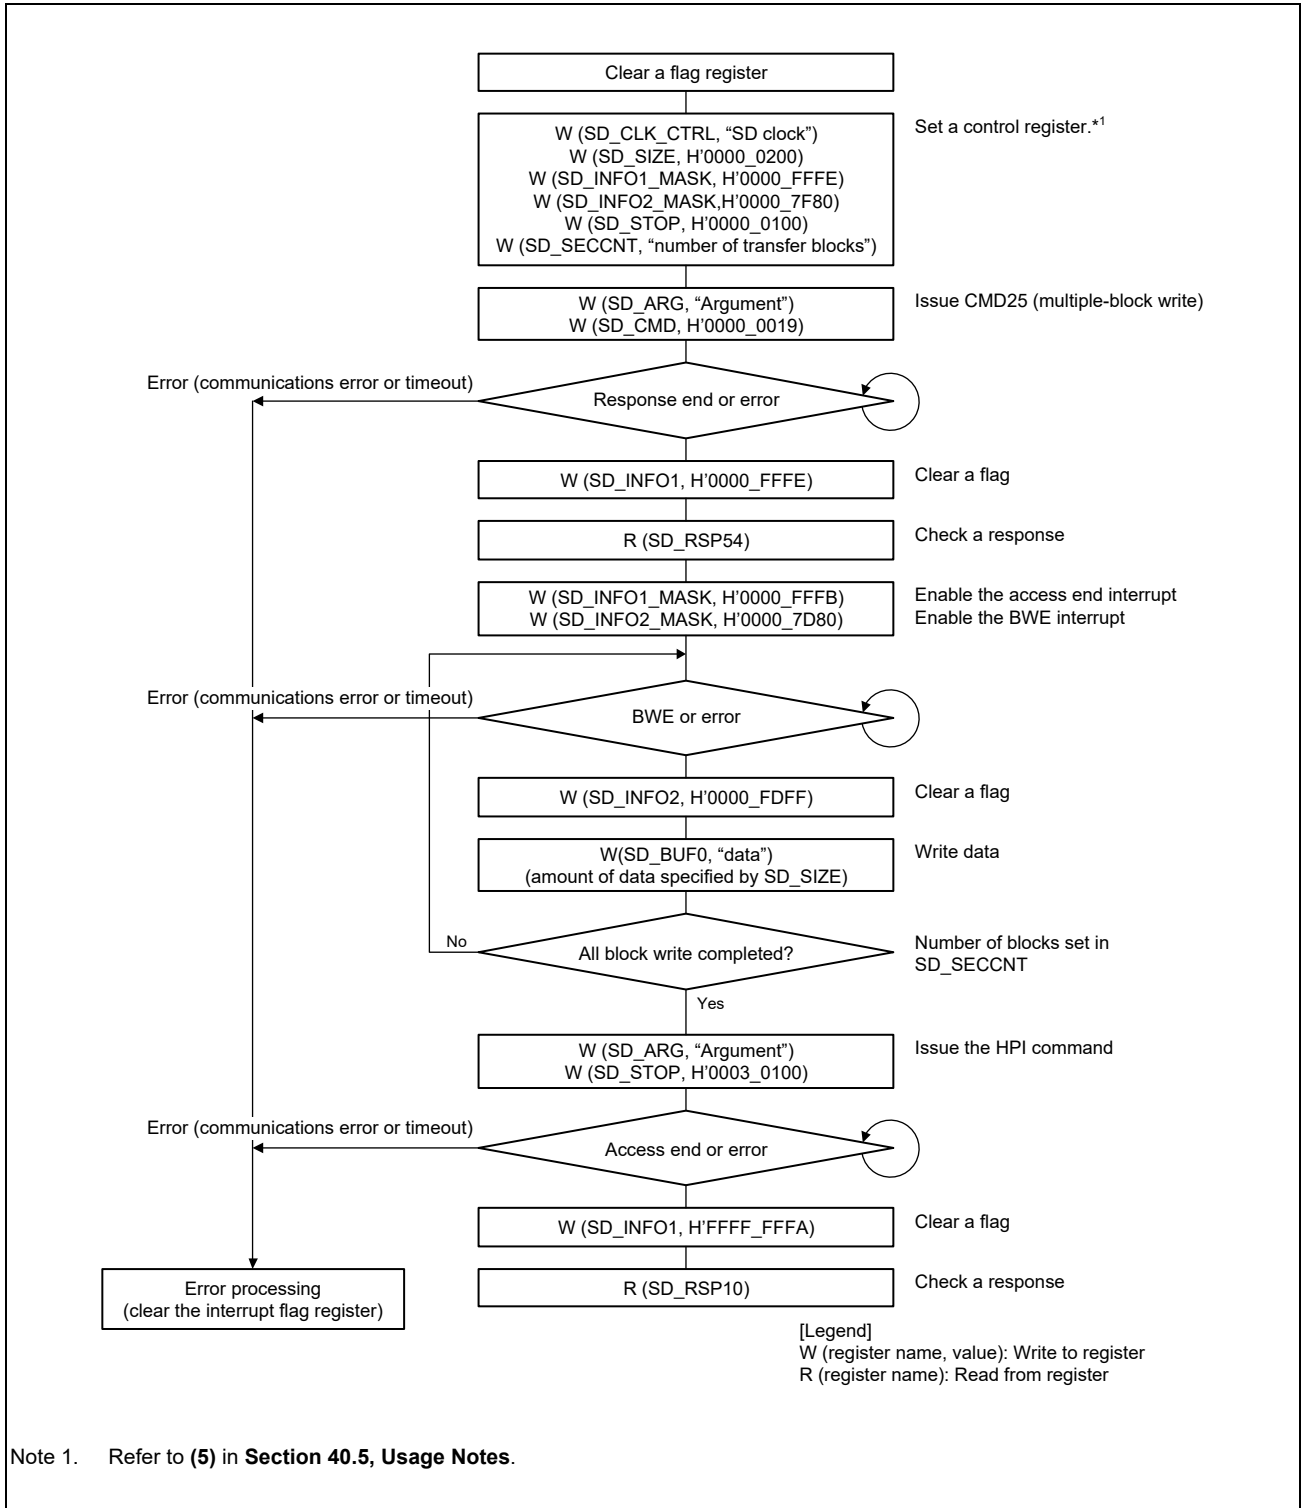 Clear a flag register
W (SD_CLK_CTRL, “SD clock”)
W (SD_SIZE, H’0000_0200)
W (SD_INFO1_MASK, H’0000_FFFE)
W (SD_INFO2_MASK,H’0000_7F80)
W (SD_STOP, H’0000_0100)
W (SD_SECCNT, “number of transfer blocks”)
Set a control register.*1
W (SD_ARG, “Argument”)
W (SD_CMD, H’0000_0019)
Issue CMD25 (multiple-block write)
Error (communications error or timeout)
Response end or error
W (SD_INFO1, H’0000_FFFE)
Clear a flag
R (SD_RSP54)
Check a response
W (SD_INFO1_MASK, H’0000_FFFB)
W (SD_INFO2_MASK, H’0000_7D80)
Enable the access end interrupt
Enable the BWE interrupt
Error (communications error or timeout)
BWE or error
W (SD_INFO2, H’0000_FDFF)
Clear a flag
W(SD_BUF0, “data”)
(amount of data specified by SD_SIZE)
Write data
No
All block write completed?
Number of blocks set in
SD_SECCNT
Yes
W (SD_ARG, “Argument”)
W (SD_STOP, H’0003_0100)
Issue the HPI command
Error (communications error or timeout)
Access end or error
W (SD_INFO1, H’FFFF_FFFA)
Clear a flag
Error processing
(clear the interrupt flag register)
R (SD_RSP10)
Check a response
[Legend]
W (register name, value): Write to register
R (register name): Read from register
Note 1. Refer to (5) in Section 40.5, Usage Notes.